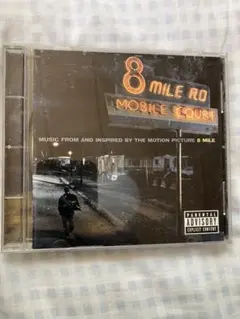 8
MILE RD
MOBILE COURT
MUSIC FROM AND INSPIRED BY THE MOTION PICTURE 8 MILE
PARENTAL
ADVISORY
EXPLICIT CONTENT